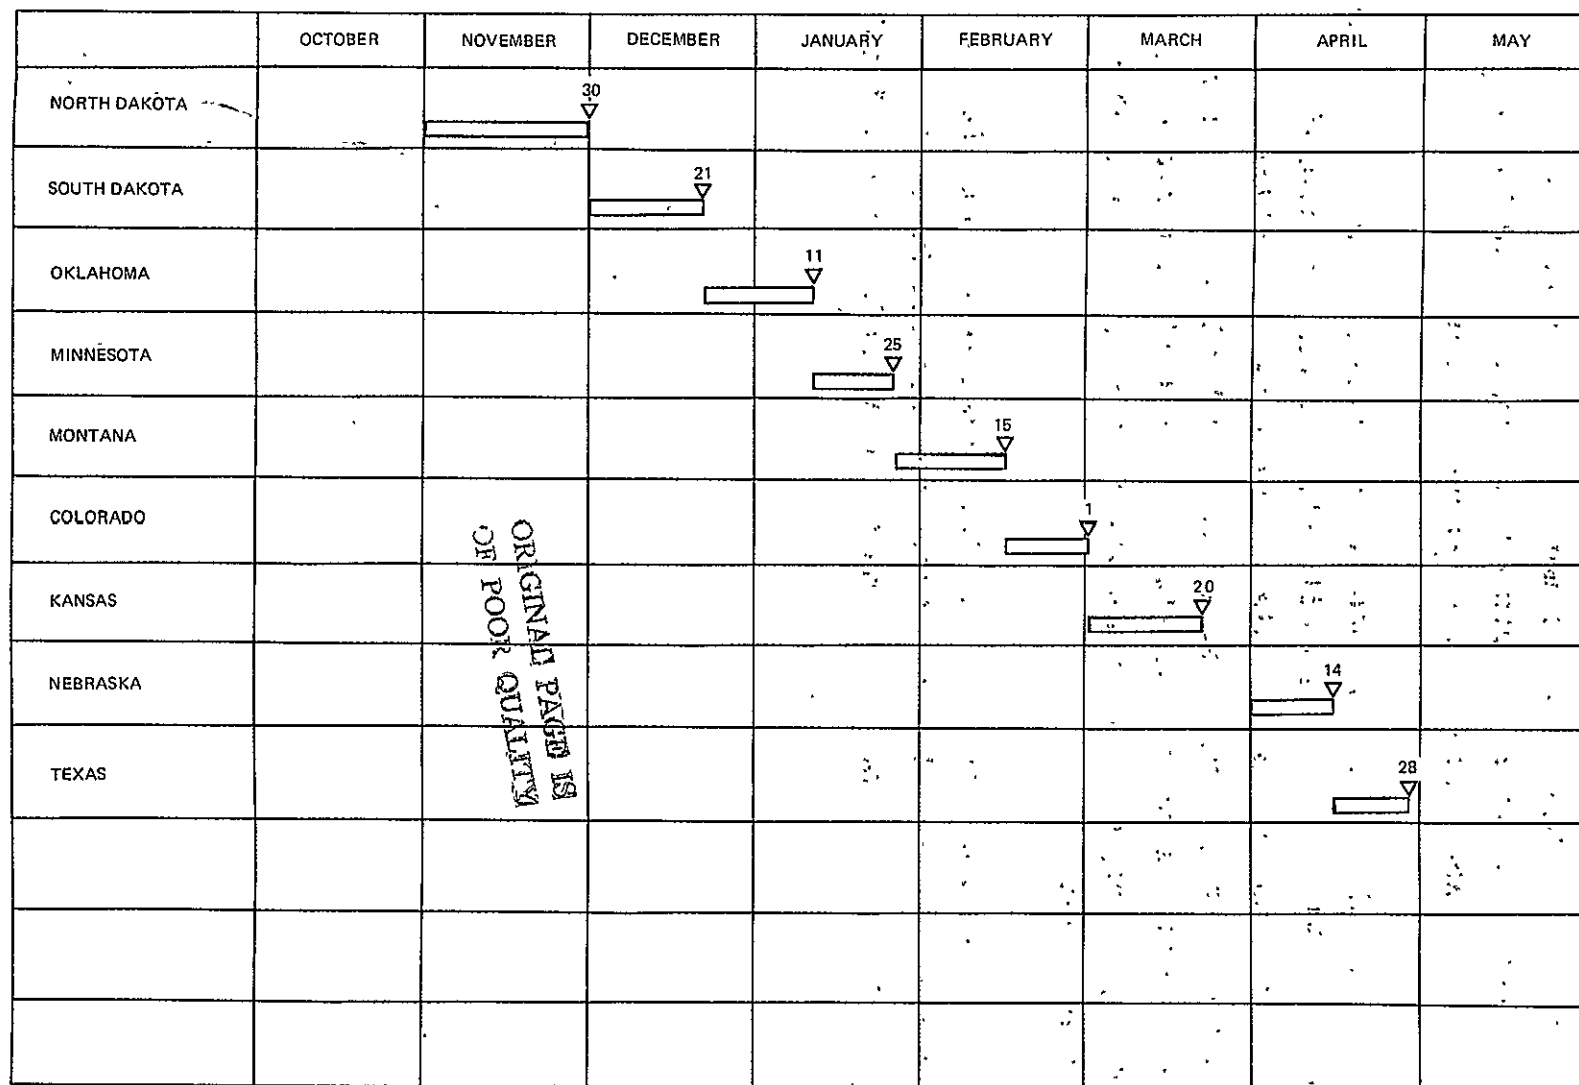 OCTOBER NOVEMBER DECEMBER JANUARY FEBRUARY MARCH APRIL MAY
NORTH DAKOTA 30
SOUTH DAKOTA 21
OKLAHOMA 11
MINNESOTA 25
MONTANA 15
COLORADO 1
KANSAS 20
NEBRASKA 14
TEXAS 28
ORIGINAL PAGE IS
OF POOR QUALITY